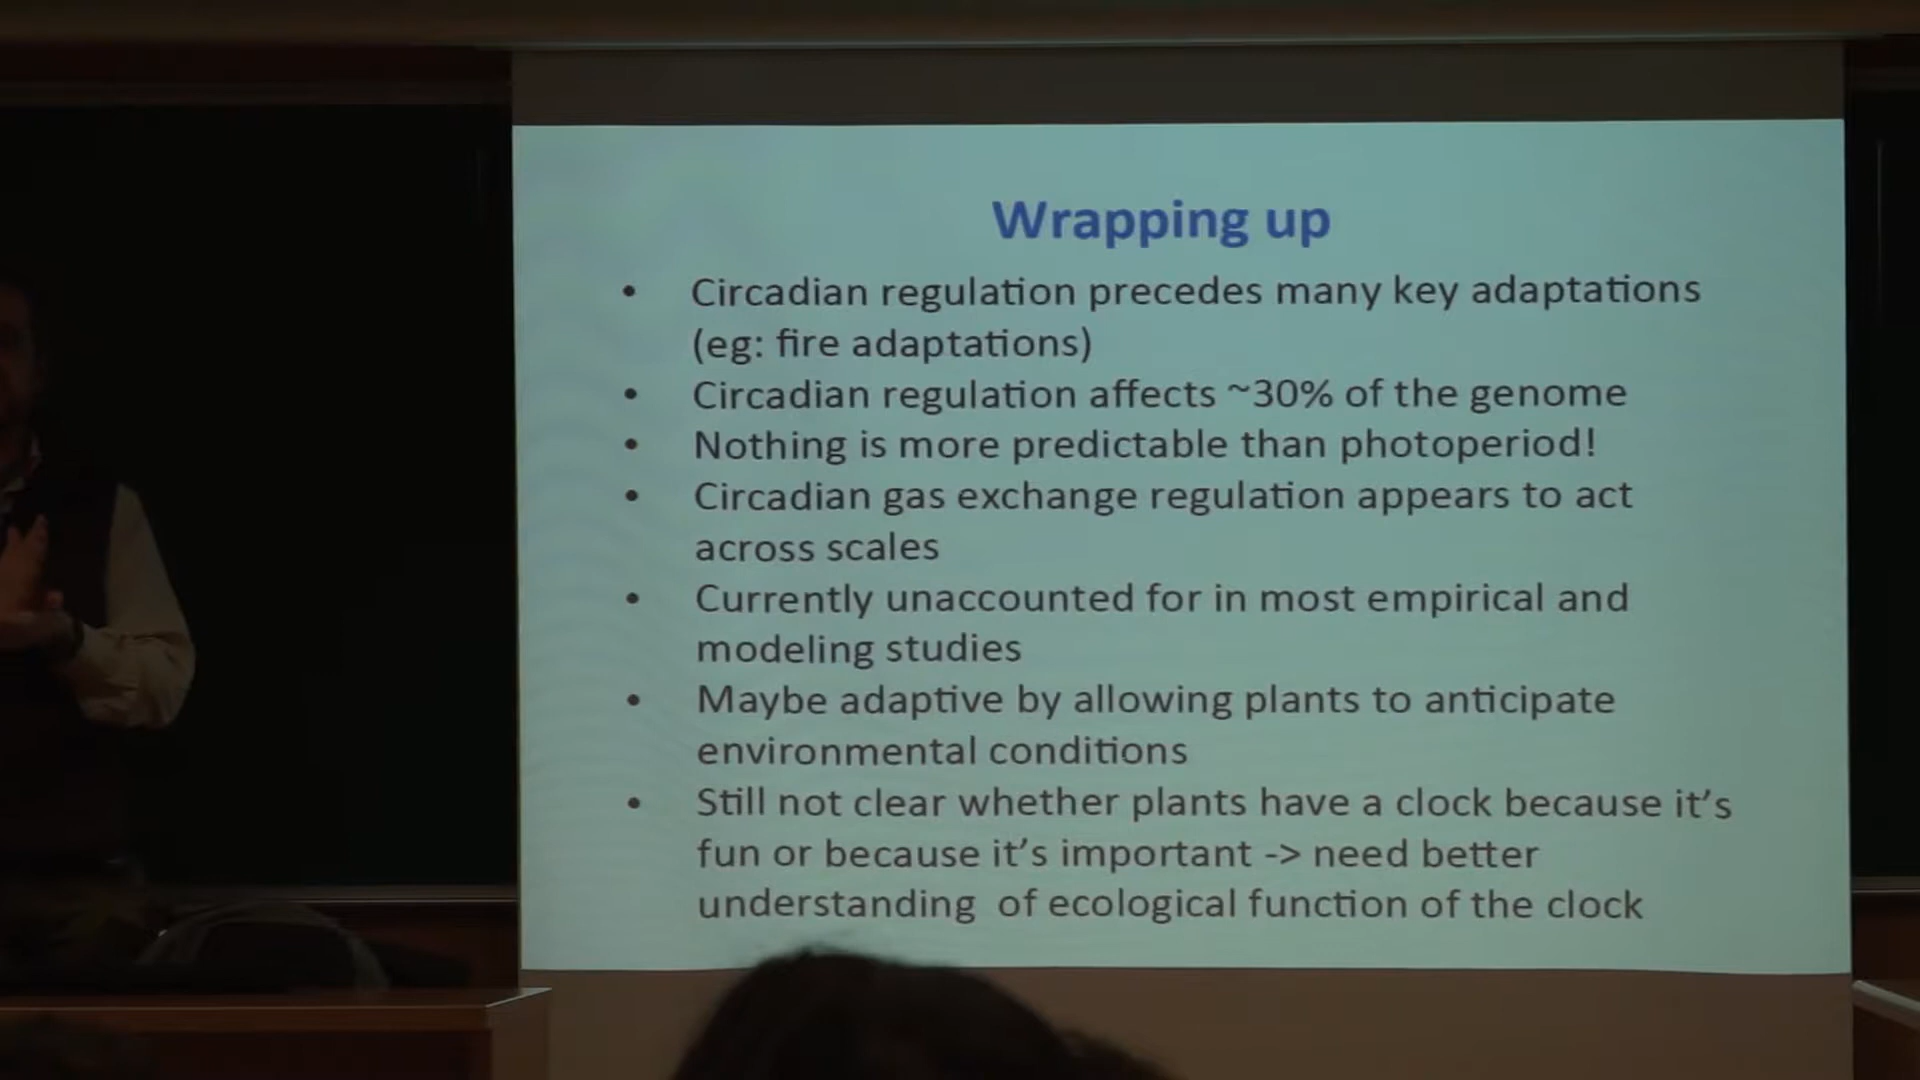 Wrapping up
• Circadian regulation precedes many key adaptations
(eg: fire adaptations)
• Circadian regulation affects ~30% of the genome
• Nothing is more predictable than photoperiod!
• Circadian gas exchange regulation appears to act
across scales
• Currently unaccounted for in most empirical and
modeling studies
• Maybe adaptive by allowing plants to anticipate
environmental conditions
• Still not clear whether plants have a clock because it's
fun or because it's important -> need better
understanding  of ecological function of the clock